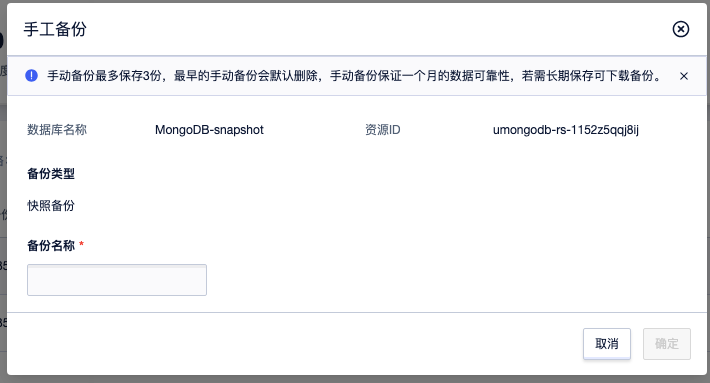 手工备份
手动备份最多保存3份，最早的手动备份会默认删除，手动备份保证一个月的数据可靠性，若需长期保存可下载备份。
数据库名称 MongoDB-snapshot 资源ID umongodb-rs-1152z5qqj8ij
备份类型
快照备份
备份名称 *
取消 确定